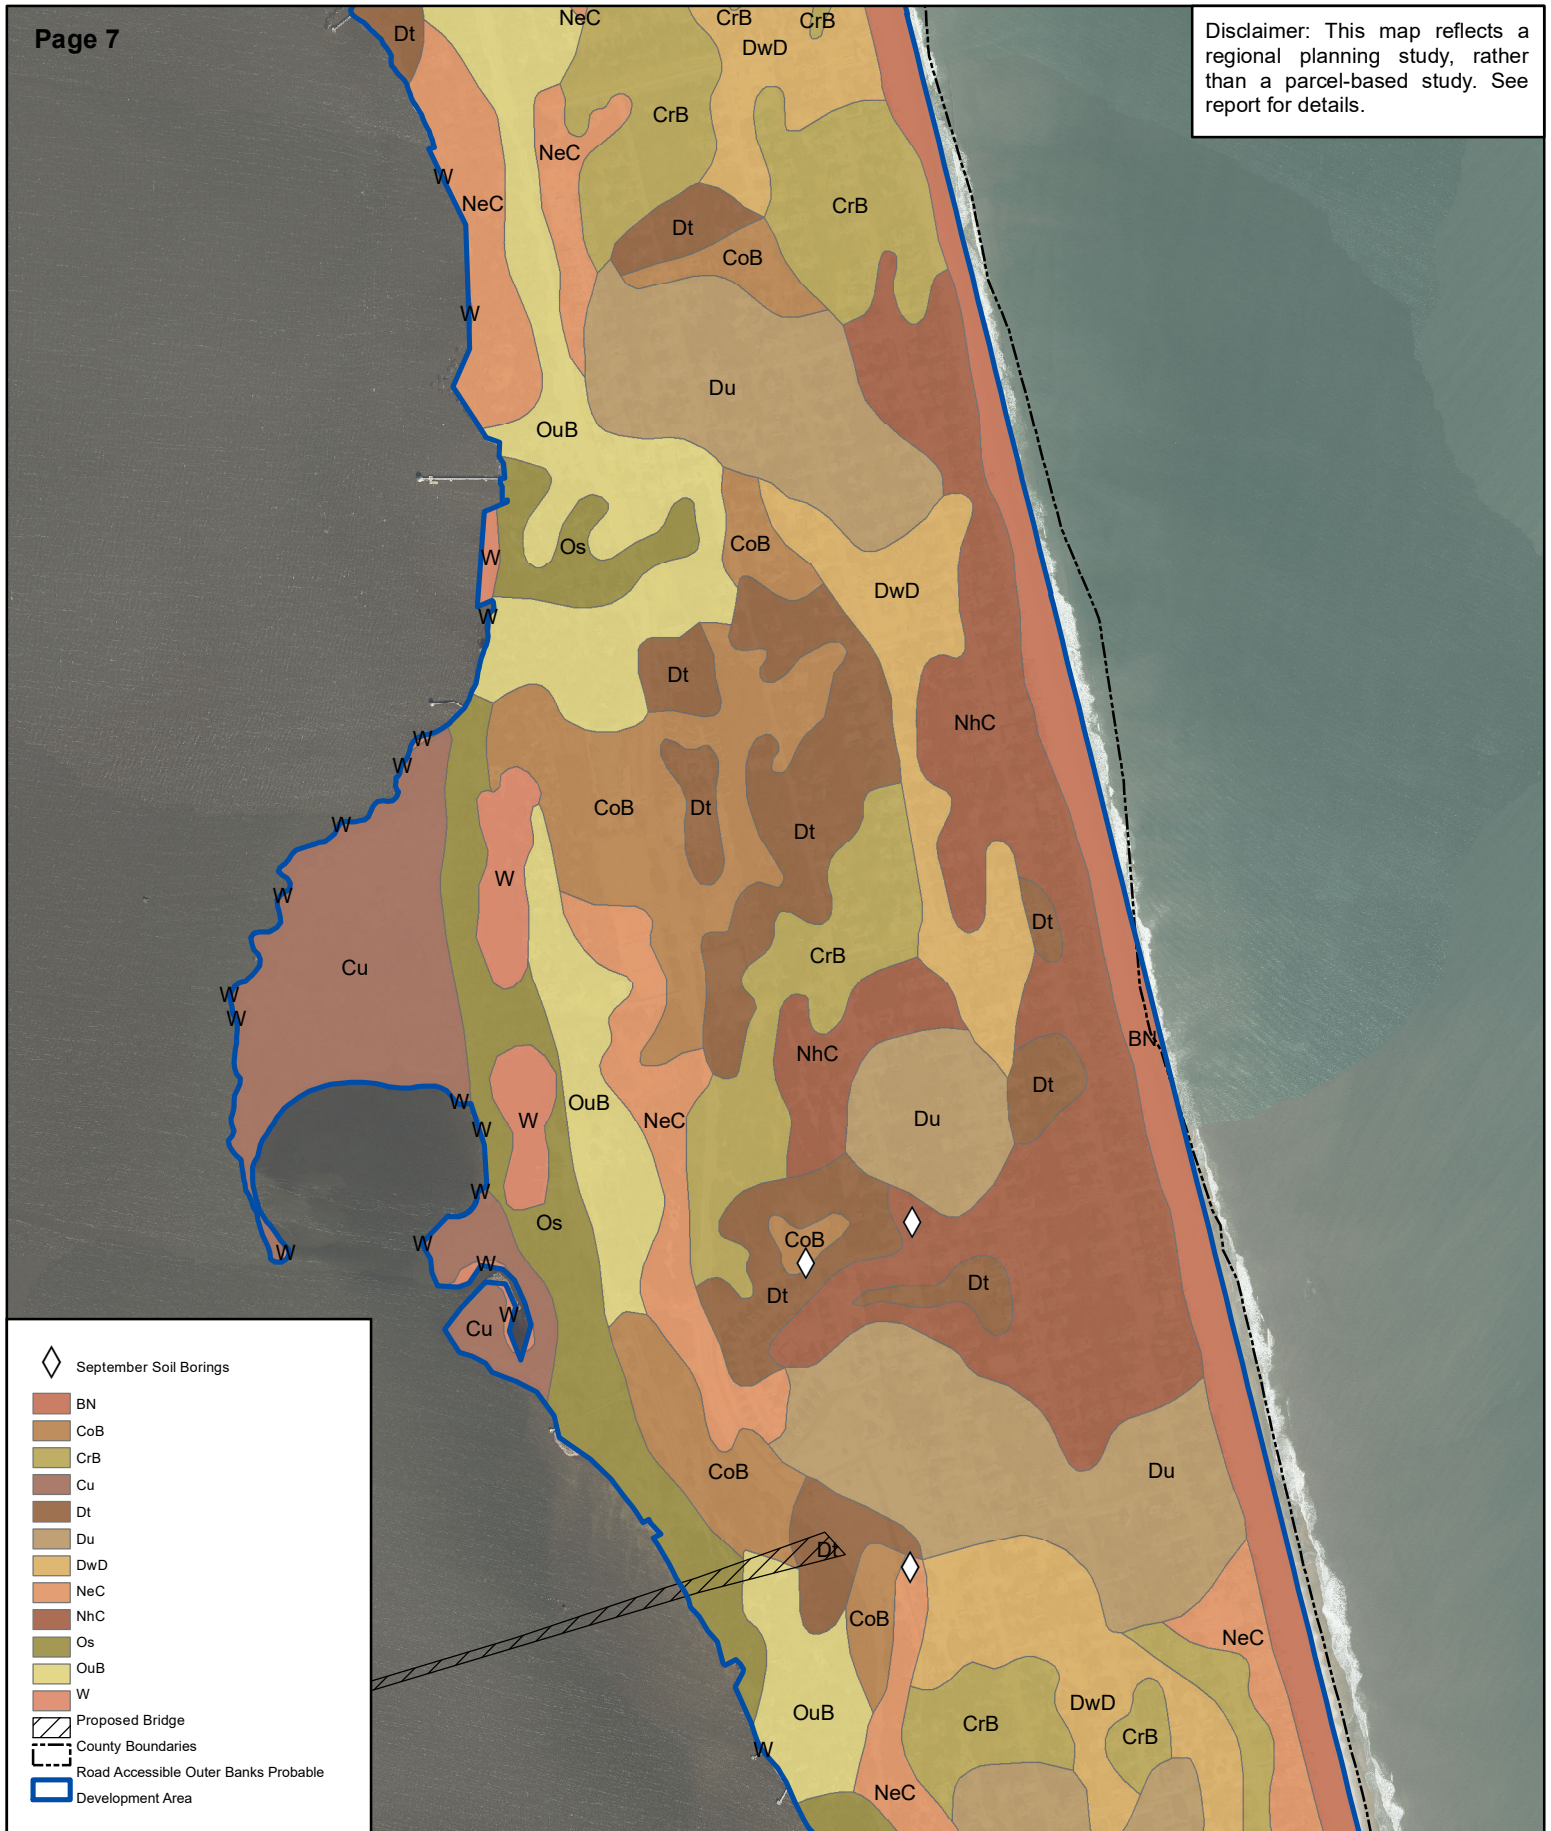 Page 7
Disclaimer: This map reflects a
regional planning study, rather
than a parcel-based study. See
report for details.
NeC
CrB
CrB
Dt
DwD
CrB
NeC
W
NeC
CrB
Dt
CoB
W
Du
OuB
CoB
Os
W
DwD
W
Dt
NhC
W
W
CoB
Dt
W
Dt
W
W
Dt
CrB
Cu
W
W
BN
NhC
Dt
W
OuB
Du
W
NeC
W
W
Os
CoB
W
W
W
Dt
Dt
W
Cu
CoB
Du
Dt
CoB
NeC
DwD
OuB
CrB
CrB
W
NeC
September Soil Borings
BN
CoB
CrB
Cu
Dt
Du
DwD
NeC
NhC
Os
OuB
W
Proposed Bridge
County Boundaries
Road Accessible Outer Banks Probable
Development Area